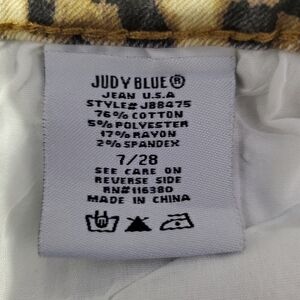 JUDY BLUE®
JEAN U.S.A
STYLE# JB8475
76% COTTON
5% POLYESTER
17% RAYON
2% SPANDEX
7/28
SEE CARE ON
REVERSE SIDE
RN#116380
MADE IN CHINA